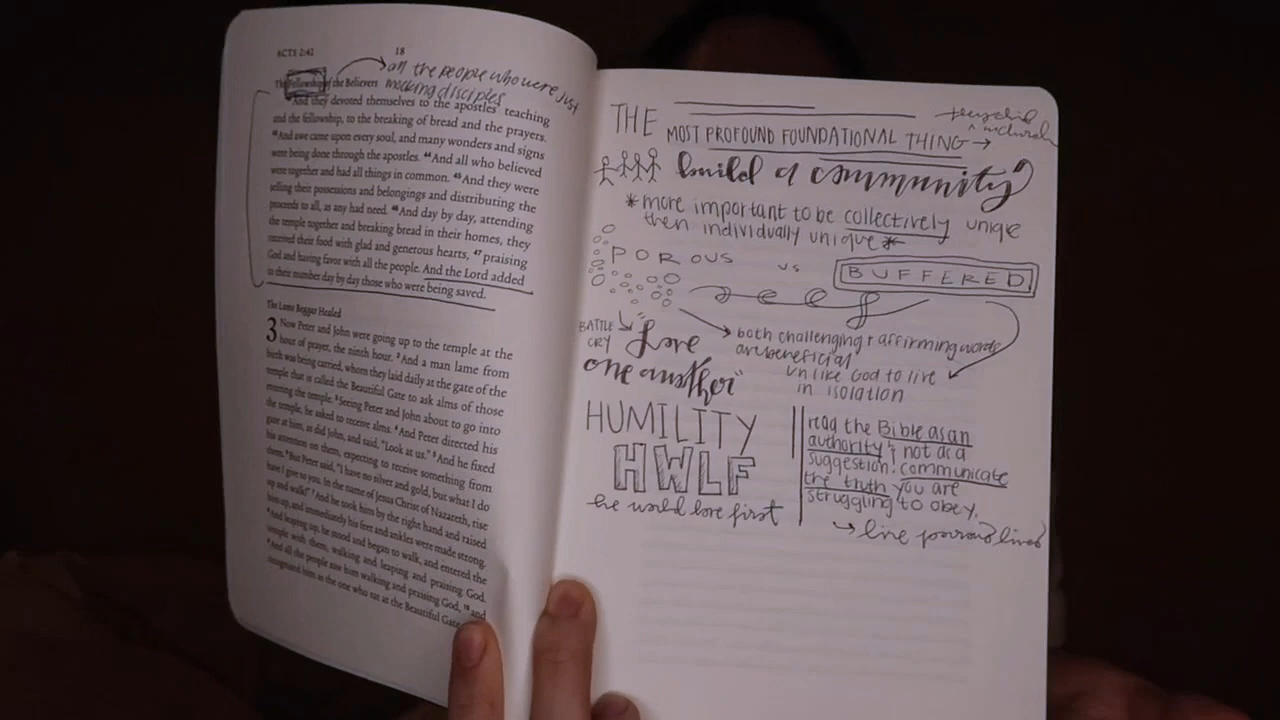 ACTS 2:42
18
The Fellowship of the Believers
all the people who were just
making disciples
And they devoted themselves to the apostles' teaching
and the fellowship, to the breaking of bread and the prayers.
43 And awe came upon every soul, and many wonders and signs
were being done through the apostles. 44 And all who believed
were together and had all things in common. 45 And they were
selling their possessions and belongings and distributing the
proceeds to all, as any had need. 46 And day by day, attending
the temple together and breaking bread in their homes, they
received their food with glad and generous hearts, 47 praising
God and having favor with all the people. And the Lord added
to their number day by day those who were being saved.
The Lame Beggar Healed
3 Now Peter and John were going up to the temple at the
hour of prayer, the ninth hour. 2 And a man lame from
birth was being carried, whom they laid daily at the gate of the
temple that is called the Beautiful Gate to ask alms of those
entering the temple. 3 Seeing Peter and John about to go into
the temple, he asked to receive alms. 4 And Peter directed his
gaze at him, as did John, and said, "Look at us." 5 And he fixed
his attention on them, expecting to receive something from
them. 6 But Peter said, "I have no silver and gold, but what I do
have I give to you. In the name of Jesus Christ of Nazareth, rise
up and walk!" 7 And he took him by the right hand and raised
him up, and immediately his feet and ankles were made strong.
8 And leaping up, he stood and began to walk, and entered the
temple with them, walking and leaping and praising God.
9 And all the people saw him walking and praising God, 10 and
recognized him as the one who sat at the Beautiful Gate
THE
MOST PROFOUND FOUNDATIONAL THING →
build a community
*more important to be collectively unique
then individually unique*
POROUS vs BUFFERED
self
BATTLE
CRY
"love
one another"
both challenging + affirming words
are beneficial
unlike God to live
in isolation
HUMILITY
HWLF
he would love first
read the Bible as an
authority, not as a
suggestion. communicate
the truth you are
struggling to obey.
→ live porous lives